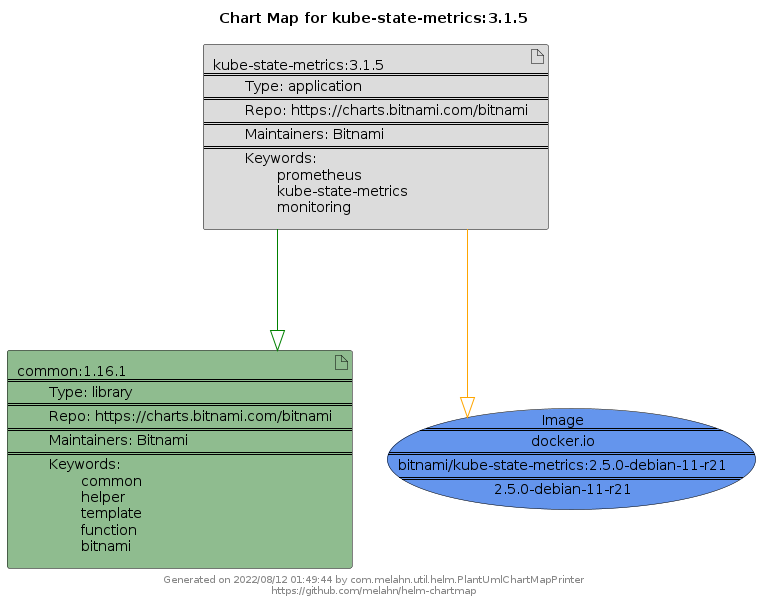 Chart Map for kube-state-metrics:3.1.5
kube-state-metrics:3.1.5
Type: application
Repo: https://charts.bitnami.com/bitnami
Maintainers: Bitnami
Keywords:
prometheus
kube-state-metrics
monitoring
common:1.16.1
Type: library
Repo: https://charts.bitnami.com/bitnami
Maintainers: Bitnami
Keywords:
common
helper
template
function
bitnami
Image
docker.io
bitnami/kube-state-metrics:2.5.0-debian-11-r21
2.5.0-debian-11-r21
Generated on 2022/08/12 01:49:44 by com.melahn.util.helm.PlantUmlChartMapPrinter
https://github.com/melahn/helm-chartmap